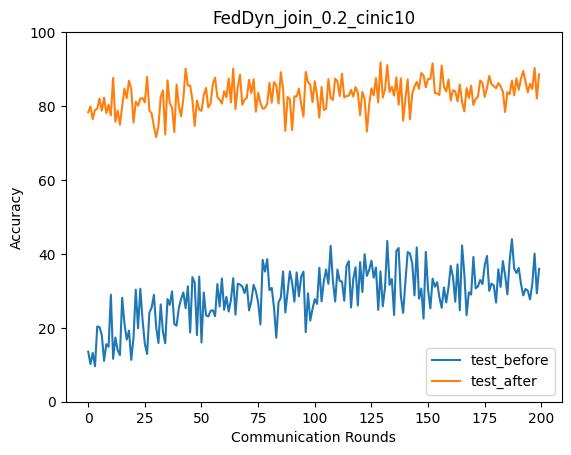 FedDyn_join_0.2_cinic10
100
80
60
40
20
0
Accuracy
0 25 50 75 100 125 150 175 200
Communication Rounds
test_before
test_after